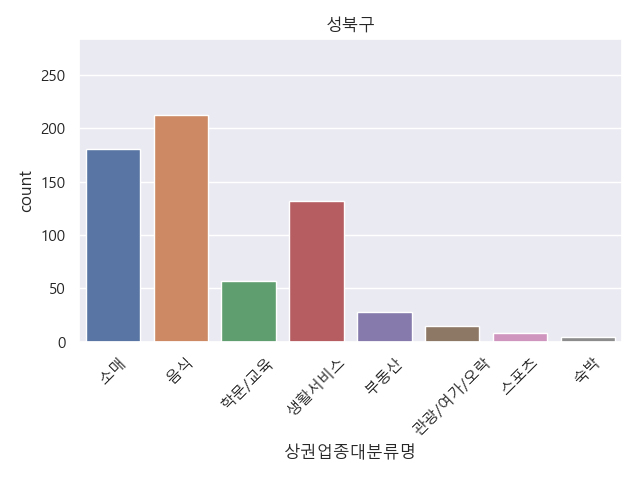 성북구
250
200
150
100
50
0
count
소매
음식
학문/교육
생활서비스
부동산
관광/여가/오락
스포츠
숙박
상권업종대분류명